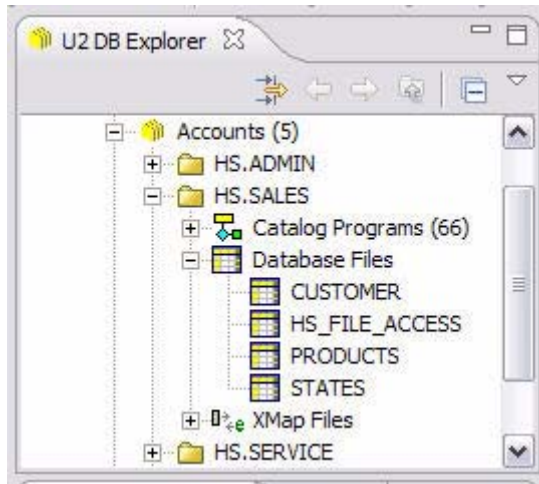 U2 DB Explorer
Accounts (5)
HS.ADMIN
HS.SALES
Catalog Programs (66)
Database Files
CUSTOMER
HS_FILE_ACCESS
PRODUCTS
STATES
XMap Files
HS.SERVICE